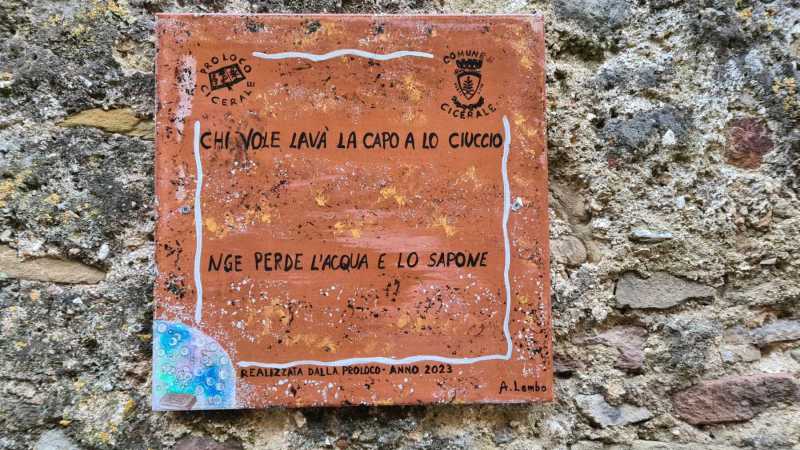 PROLOCO
CICERALE
COMUNE DI
CICERALE
CHI VOLE LAVÀ LA CAPO A LO CIUCCIO
NGE PERDE L'ACQUA E LO SAPONE
REALIZZATA DALLA PROLOCO - ANNO 2023
A. Lembo